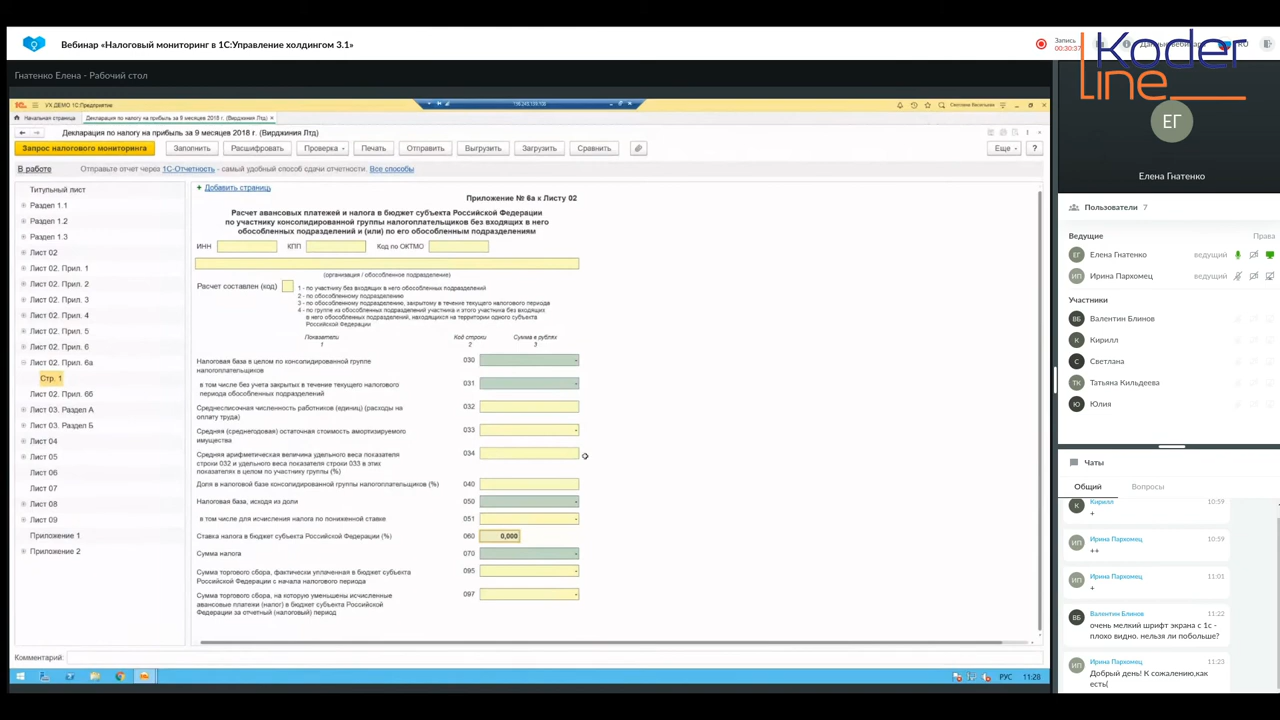 Вебинар «Налоговый мониторинг в 1С:Управление холдингом 3.1»
Запись
00:30:37
Данные вебинара
RU
Koder
line
Гнатенко Елена - Рабочий стол
УХ ДЕМО 1С:Предприятие
Начальная страница
Декларация по налогу на прибыль за 9 месяцев 2018 г. (Вирджиния Лтд)
Декларация по налогу на прибыль за 9 месяцев 2018 г. (Вирджиния Лтд)
Запрос налогового мониторинга
Заполнить
Расшифровать
Проверка
Печать
Отправить
Выгрузить
Загрузить
Сравнить
Еще
?
В работе
Отправьте отчет через 1С-Отчетность - самый удобный способ сдачи отчетности. Все способы
Титульный лист
Раздел 1.1
Раздел 1.2
Раздел 1.3
Лист 02
Лист 02. Прил. 1
Лист 02. Прил. 2
Лист 02. Прил. 3
Лист 02. Прил. 4
Лист 02. Прил. 5
Лист 02. Прил. 6
Лист 02. Прил. 6а
Стр. 1
Лист 02. Прил. 6б
Лист 03. Раздел А
Лист 03. Раздел Б
Лист 04
Лист 05
Лист 06
Лист 07
Лист 08
Лист 09
Приложение 1
Приложение 2
Добавить страницу
Приложение № 6а к Листу 02
Расчет авансовых платежей и налога в бюджет субъекта Российской Федерации
по участнику консолидированной группы налогоплательщиков без входящих в него
обособленных подразделений и (или) по его обособленным подразделениям
ИНН
КПП
Код по ОКТМО
(организация / обособленное подразделение)
Расчет составлен (код)
1 - по участнику без входящих в него обособленных подразделений
2 - по обособленному подразделению
3 - по обособленному подразделению, закрытому в течение текущего налогового периода
4 - по группе из обособленных подразделений участника и этого участника без входящих
в него обособленных подразделений, находящихся на территории одного субъекта
Российской Федерации
Показатели
1
Код строки
2
Сумма в рублях
3
Налоговая база в целом по консолидированной группе
налогоплательщиков
030
в том числе без учета закрытых в течение текущего налогового
периода обособленных подразделений
031
Среднесписочная численность работников (единиц) (расходы на
оплату труда)
032
Средняя (среднегодовая) остаточная стоимость амортизируемого
имущества
033
Средняя арифметическая величина удельного веса показателя
строки 032 и удельного веса показателя строки 033 в этих
показателях в целом по участнику группы (%)
034
Доля в налоговой базе консолидированной группы налогоплательщиков (%)
040
Налоговая база, исходя из доли
050
в том числе для исчисления налога по пониженной ставке
051
Ставка налога в бюджет субъекта Российской Федерации (%)
060
0,000
Сумма налога
070
Сумма торгового сбора, фактически уплаченная в бюджет субъекта
Российской Федерации с начала налогового периода
095
Сумма торгового сбора, на которую уменьшены исчисленные
авансовые платежи (налог) в бюджет субъекта Российской
Федерации за отчетный (налоговый) период
097
Комментарий:
РУС
11:28
ЕГ
Елена Гнатенко
Пользователи 7
Ведущие
Права
ЕГ
Елена Гнатенко
ведущий
ИП
Ирина Пархомец
ведущий
Участники
ВБ
Валентин Блинов
К
Кирилл
С
Светлана
ТК
Татьяна Кильдеева
Ю
Юлия
Чаты
Общий
Вопросы
К
Кирилл
10:59
+
ИП
Ирина Пархомец
10:59
++
ИП
Ирина Пархомец
11:01
+
ВБ
Валентин Блинов
11:22
очень мелкий шрифт экрана с 1с -
плохо видно. нельзя ли побольше?
ИП
Ирина Пархомец
11:23
Добрый день! К сожалению,как
есть(